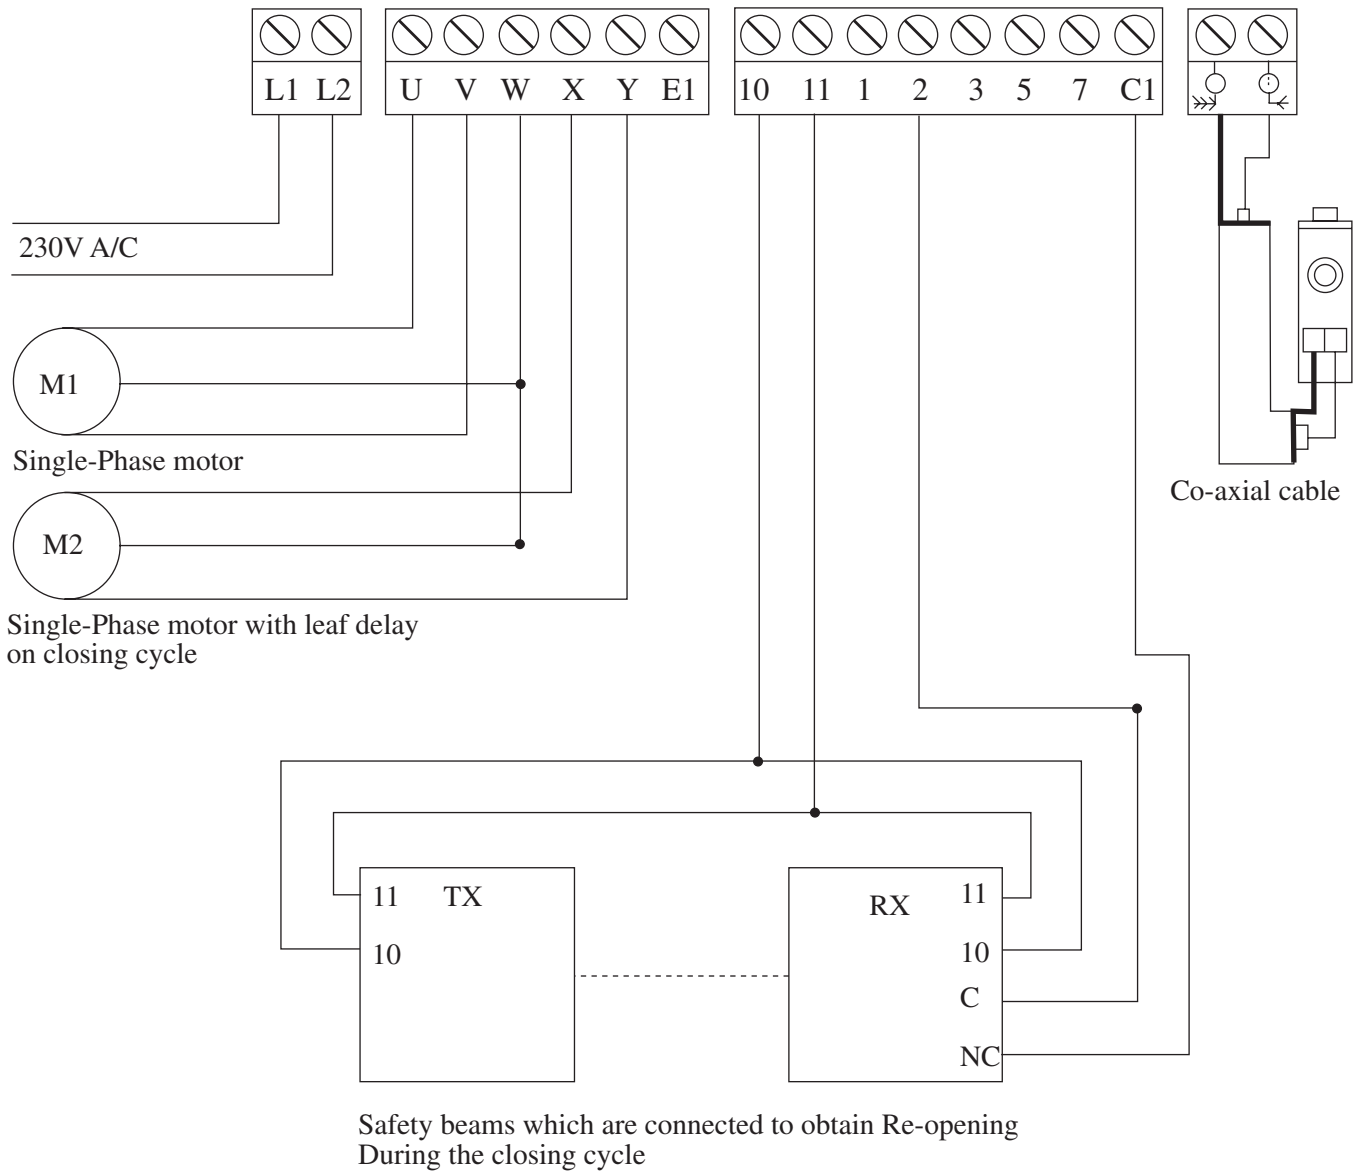 L1 L2 U V W X Y E1 10 11 1 2 3 5 7 C1
230V A/C
M1
Single-Phase motor
Co-axial cable
M2
Single-Phase motor with leaf delay
on closing cycle
11 TX
10
RX 11
10
C
NC
Safety beams which are connected to obtain Re-opening
During the closing cycle